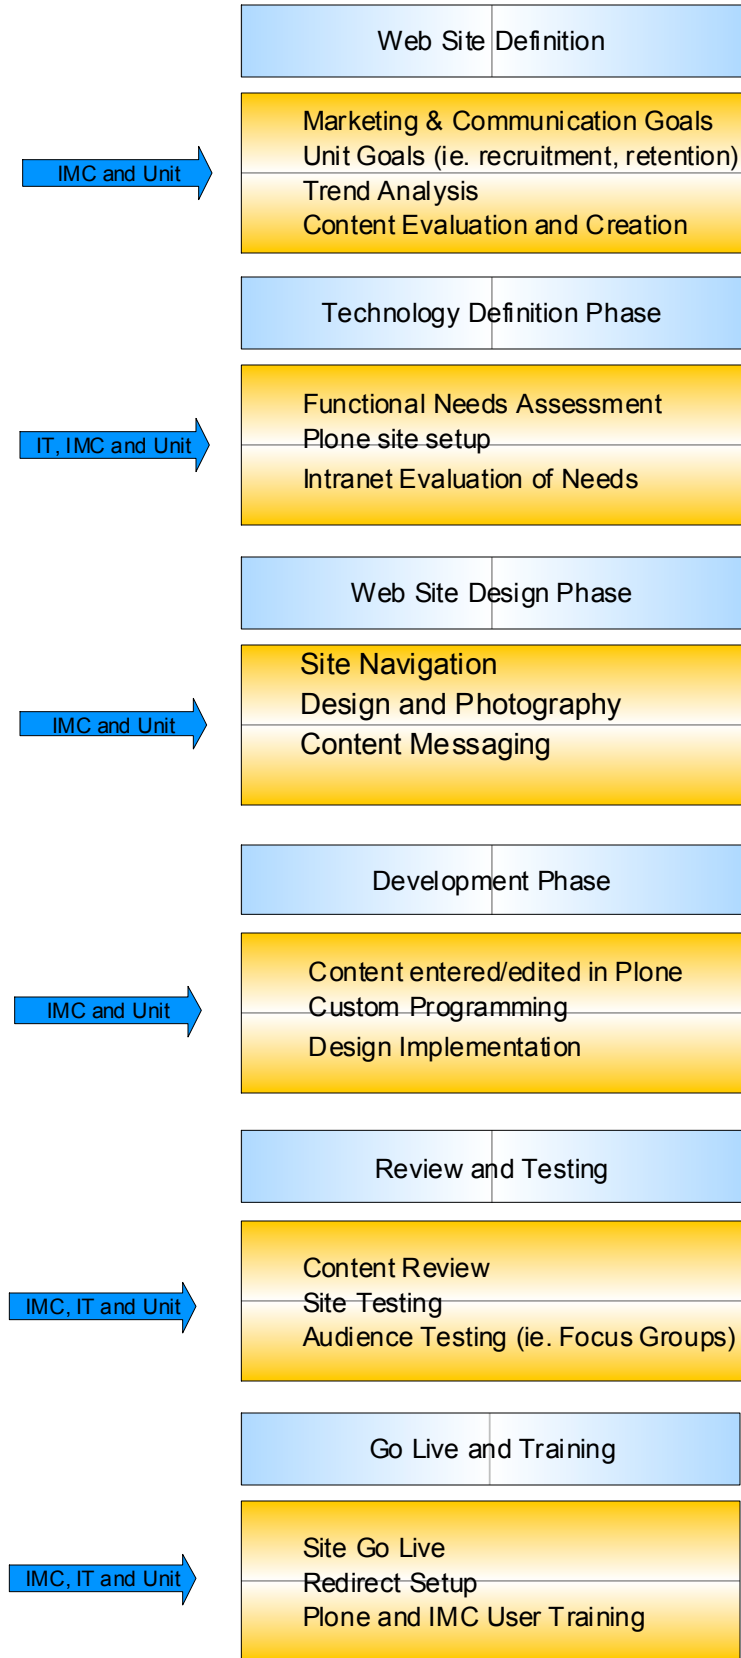 Web Site Definition
Marketing & Communication Goals
Unit Goals (ie. recruitment, retention)
IMC and Unit
Trend Analysis
Content Evaluation and Creation
Technology Definition Phase
Functional Needs Assessment
IT, IMC and Unit
Plone site setup
Intranet Evaluation of Needs
Web Site Design Phase
Site Navigation
Design and Photography
IMC and Unit
Content Messaging
Development Phase
Content entered/edited in Plone
IMC and Unit
Custom Programming
Design Implementation
Review and Testing
Content Review
IMC, IT and Unit
Site Testing
Audience Testing (ie. Focus Groups)
Go Live and Training
Site Go Live
IMC, IT and Unit
Redirect Setup
Plone and IMC User Training